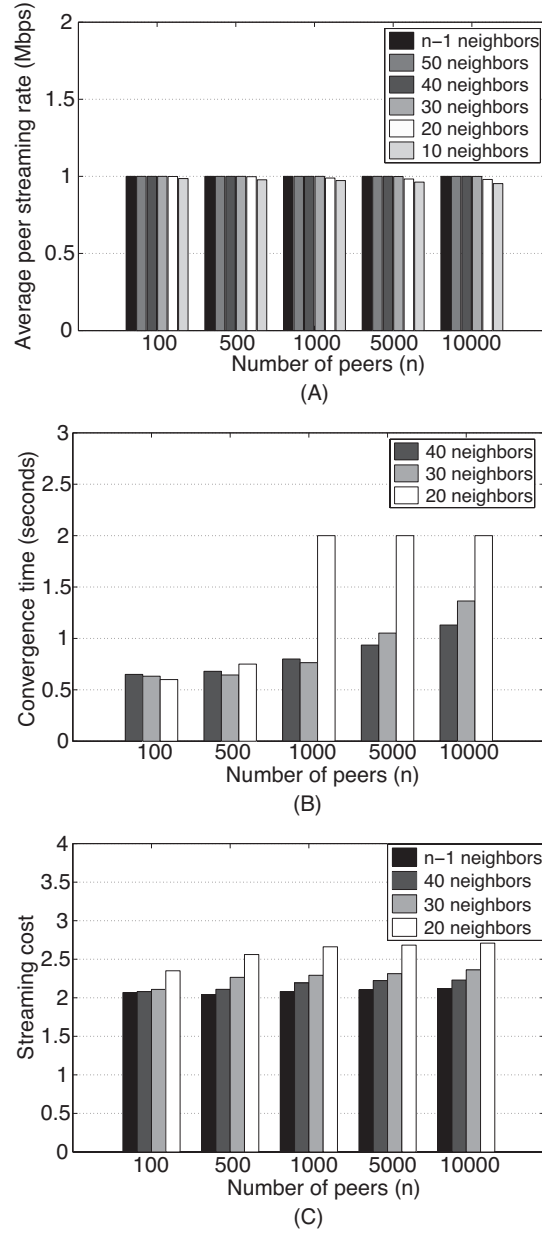 Average peer streaming rate (Mbps)
2
1.5
1
0.5
0
n−1 neighbors
50 neighbors
40 neighbors
30 neighbors
20 neighbors
10 neighbors
100 500 1000 5000 10000
Number of peers (n)
(A)
Convergence time (seconds)
3
2.5
2
1.5
1
0.5
0
40 neighbors
30 neighbors
20 neighbors
100 500 1000 5000 10000
Number of peers (n)
(B)
Streaming cost
4
3.5
3
2.5
2
1.5
1
0.5
0
n−1 neighbors
40 neighbors
30 neighbors
20 neighbors
100 500 1000 5000 10000
Number of peers (n)
(C)